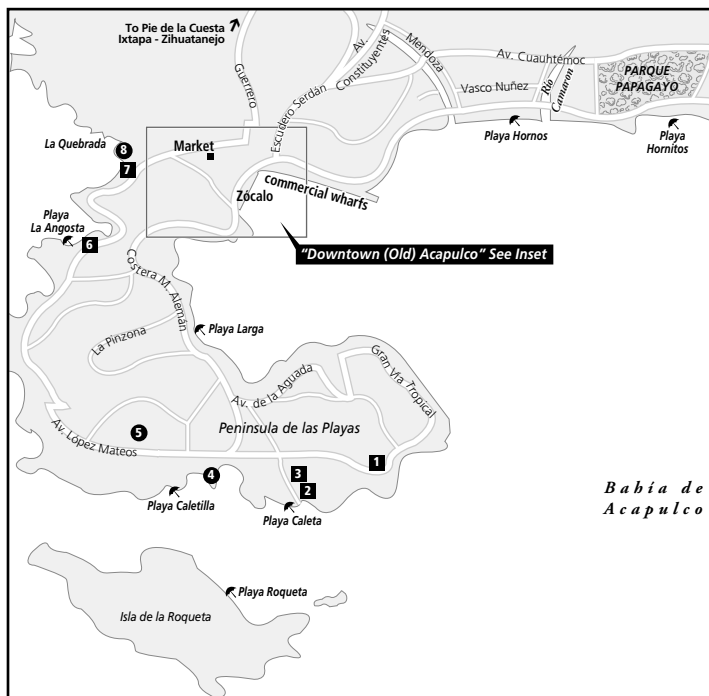 To Pie de la Cuesta
Ixtapa - Zihuatanejo
Guerrero
Escudero Serdán
Av.
Constituyentes
Mendoza
Av. Cuauhtémoc
Vasco Nuñez
Río
Camaron
PARQUE
PAPAGAYO
Playa Hornos
Playa
Hornitos
La Quebrada
8
7
Market
Zócalo
commercial wharfs
Playa
La Angosta
6
"Downtown (Old) Acapulco" See Inset
Costera M. Alemán
Playa Larga
La Pinzona
Av. de la Aguada
Gran Vía Tropical
Av. López Mateos
5
Peninsula de las Playas
1
4
3
2
Playa Caletilla
Playa Caleta
Bahía de
Acapulco
Playa Roqueta
Isla de la Roqueta